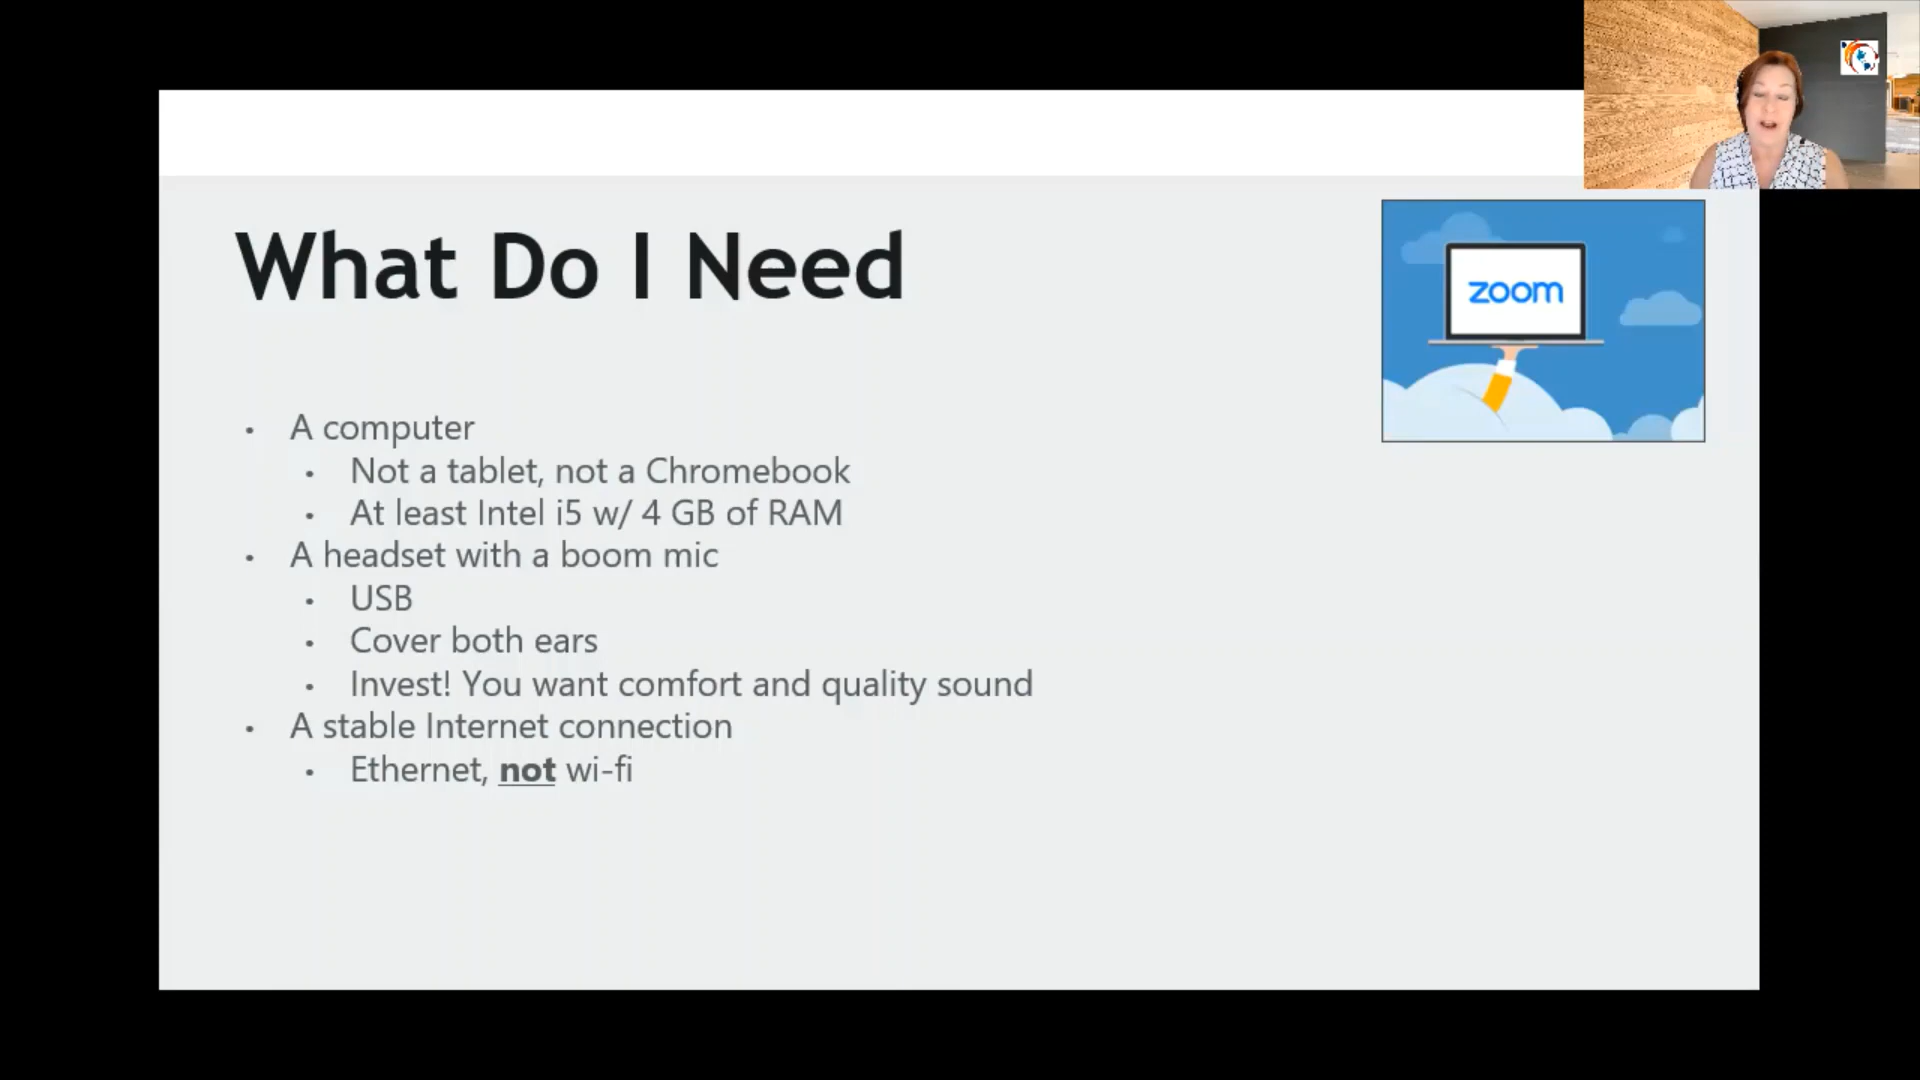 What Do I Need
zoom
• A computer
• Not a tablet, not a Chromebook
• At least Intel i5 w/ 4 GB of RAM
• A headset with a boom mic
• USB
• Cover both ears
• Invest! You want comfort and quality sound
• A stable Internet connection
• Ethernet, not wi-fi